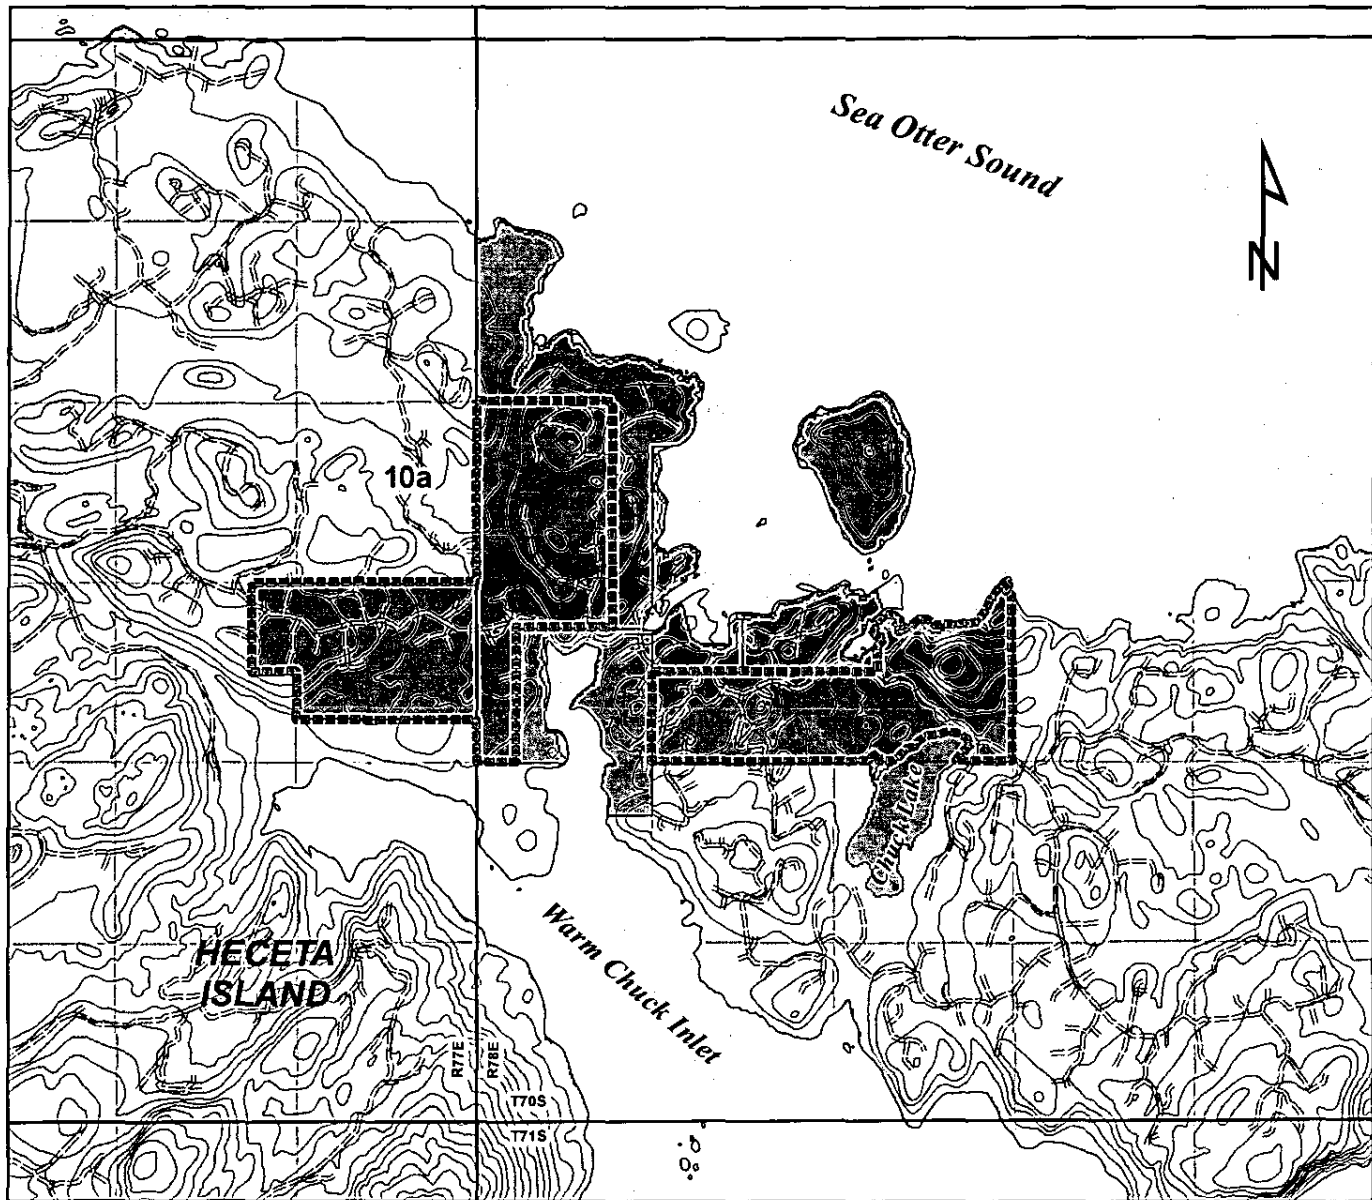 Sea Otter Sound
N
10a
Chuck Lake
HECETA
ISLAND
Warm Chuck Inlet
R77E
R78E
T70S
T71S